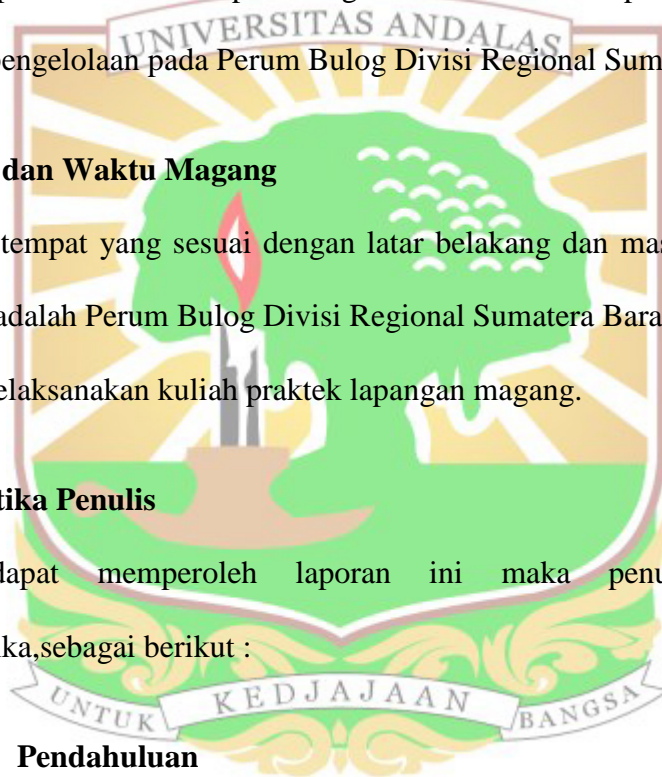 UNIVERSITAS ANDALAS
pengelolaan pada Perum Bulog Divisi Regional Sum
dan Waktu Magang
tempat yang sesuai dengan latar belakang dan mas
adalah Perum Bulog Divisi Regional Sumatera Bara
elaksanakan kuliah praktek lapangan magang.
tika Penulis
dapat memperoleh laporan ini maka penu
ka,sebagai berikut :
UNTUK KEDJAJAAN BANGSA
Pendahuluan